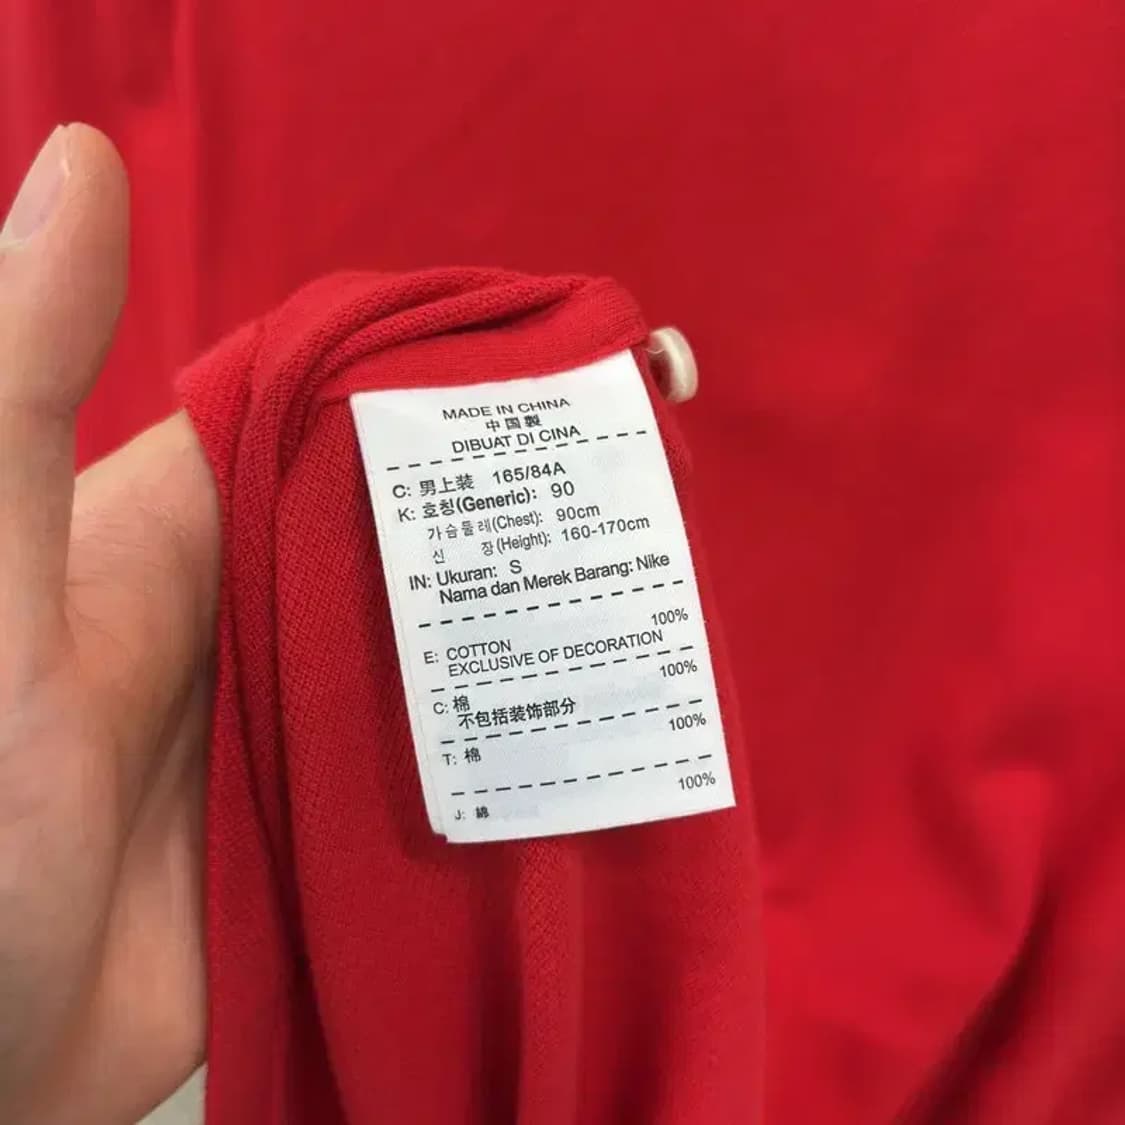 MADE IN CHINA
中国製
DIBUAT DI CINA
C: 男上装 165/84A
K: 호칭(Generic): 90
가슴둘레(Chest): 90cm
신 장(Height): 160-170cm
IN: Ukuran: S
Nama dan Merek Barang: Nike
100%
E: COTTON
EXCLUSIVE OF DECORATION
100%
C: 棉
不包括装饰部分
100%
T: 棉
100%
J: 綿